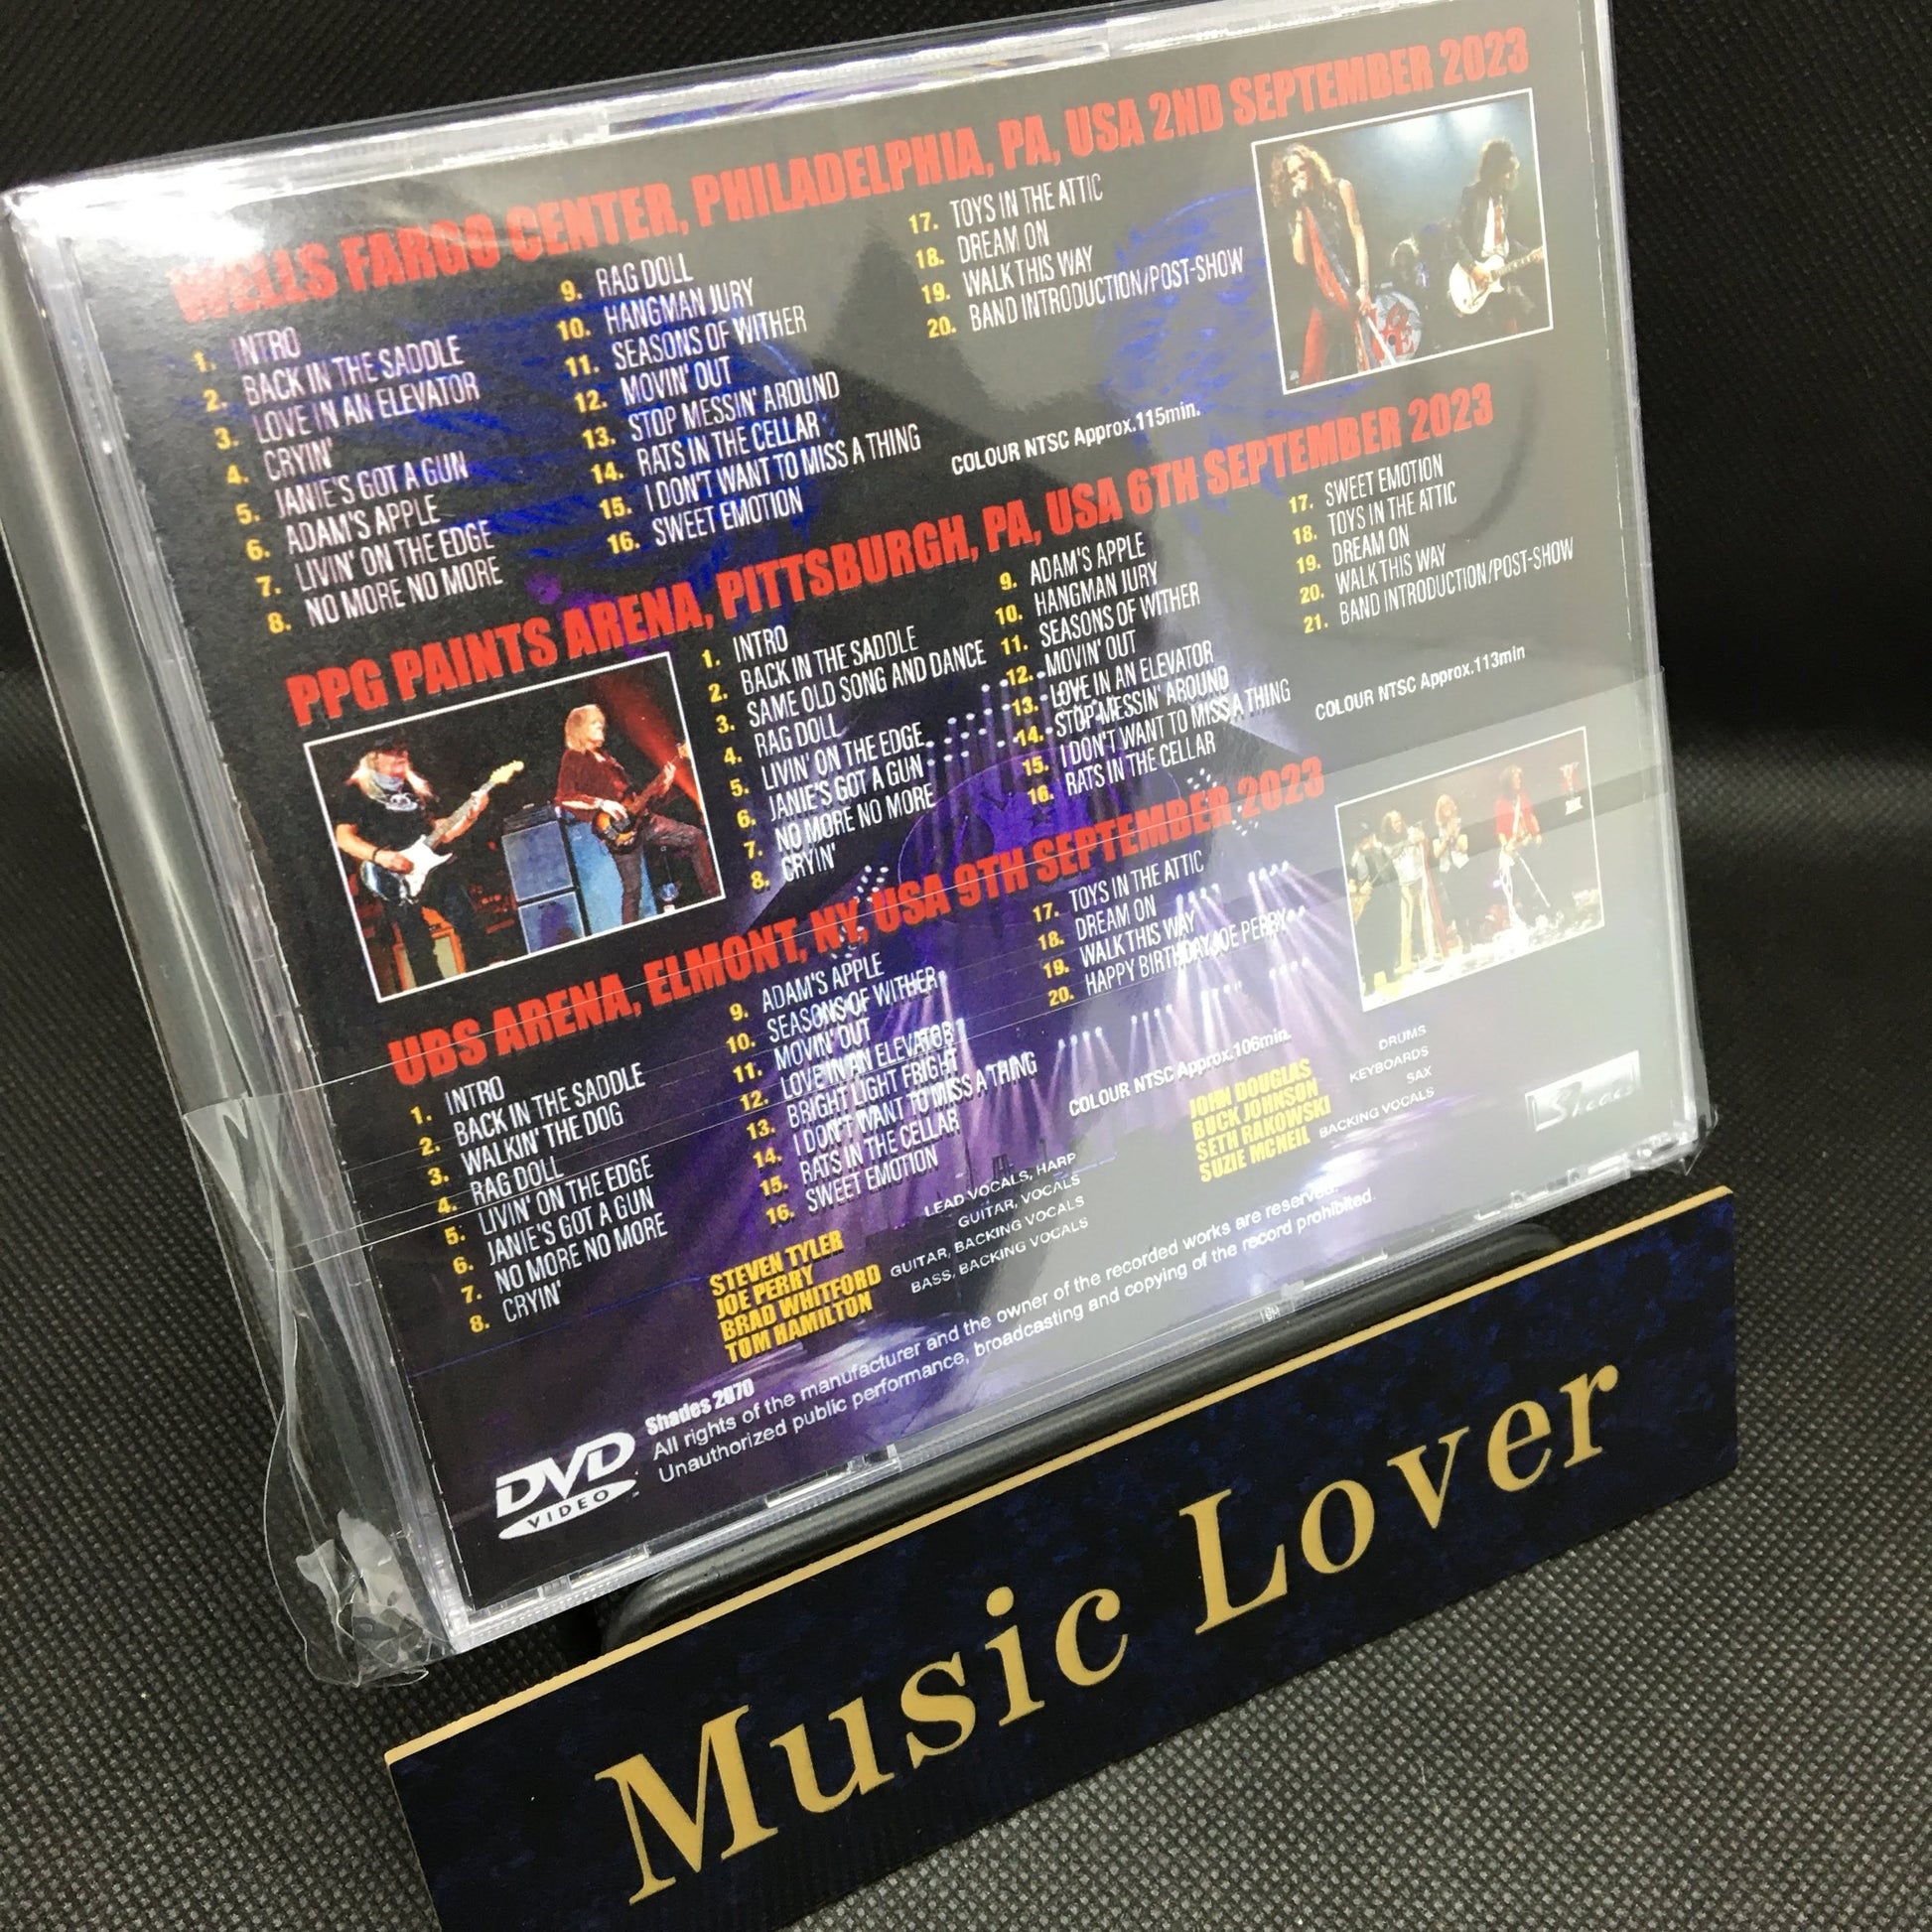 WELLS FARGO CENTER, PHILADELPHIA, PA, USA 2ND SEPTEMBER 2023
1. INTRO
2. BACK IN THE SADDLE
3. LOVE IN AN ELEVATOR
4. CRYIN'
5. JANIE'S GOT A GUN
6. ADAM'S APPLE
7. LIVIN' ON THE EDGE
8. NO MORE NO MORE
9. RAG DOLL
10. HANGMAN JURY
11. SEASONS OF WITHER
12. MOVIN' OUT
13. STOP MESSIN' AROUND
14. RATS IN THE CELLAR
15. I DON'T WANT TO MISS A THING
16. SWEET EMOTION
17. TOYS IN THE ATTIC
18. DREAM ON
19. WALK THIS WAY
20. BAND INTRODUCTION/POST-SHOW
COLOUR NTSC Approx.115min.
PPG PAINTS ARENA, PITTSBURGH, PA, USA 6TH SEPTEMBER 2023
1. INTRO
2. BACK IN THE SADDLE
3. SAME OLD SONG AND DANCE
4. RAG DOLL
5. LIVIN' ON THE EDGE
6. JANIE'S GOT A GUN
7. NO MORE NO MORE
8. CRYIN'
9. ADAM'S APPLE
10. HANGMAN JURY
11. SEASONS OF WITHER
12. MOVIN' OUT
13. LOVE IN AN ELEVATOR
14. STOP MESSIN' AROUND
15. I DON'T WANT TO MISS A THING
16. RATS IN THE CELLAR
17. SWEET EMOTION
18. TOYS IN THE ATTIC
19. DREAM ON
20. WALK THIS WAY
21. BAND INTRODUCTION/POST-SHOW
COLOUR NTSC Approx.113min
UBS ARENA, ELMONT, NY, USA 9TH SEPTEMBER 2023
1. INTRO
2. BACK IN THE SADDLE
3. WALKIN' THE DOG
4. RAG DOLL
5. LIVIN' ON THE EDGE
6. JANIE'S GOT A GUN
7. NO MORE NO MORE
8. CRYIN'
9. ADAM'S APPLE
10. SEASONS OF WITHER
11. MOVIN' OUT
12. LOVE IN AN ELEVATOR
13. BRIGHT LIGHT FRIGHT
14. I DON'T WANT TO MISS A THING
15. RATS IN THE CELLAR
16. SWEET EMOTION
17. TOYS IN THE ATTIC
18. DREAM ON
19. WALK THIS WAY
20. HAPPY BIRTHDAY JOE PERRY
COLOUR NTSC Approx.106min.
STEVEN TYLER LEAD VOCALS, HARP
JOE PERRY GUITAR, VOCALS
BRAD WHITFORD GUITAR, BACKING VOCALS
TOM HAMILTON BASS, BACKING VOCALS
JOHN DOUGLAS DRUMS
BUCK JOHNSON KEYBOARDS
SETH RAKOWSKI SAX
SUZIE MCNEIL BACKING VOCALS
Shades
DVD
VIDEO
Shades 2070
All rights of the manufacturer and the owner of the recorded works are reserved.
Unauthorized public performance, broadcasting and copying of the record prohibited.
Music Lover